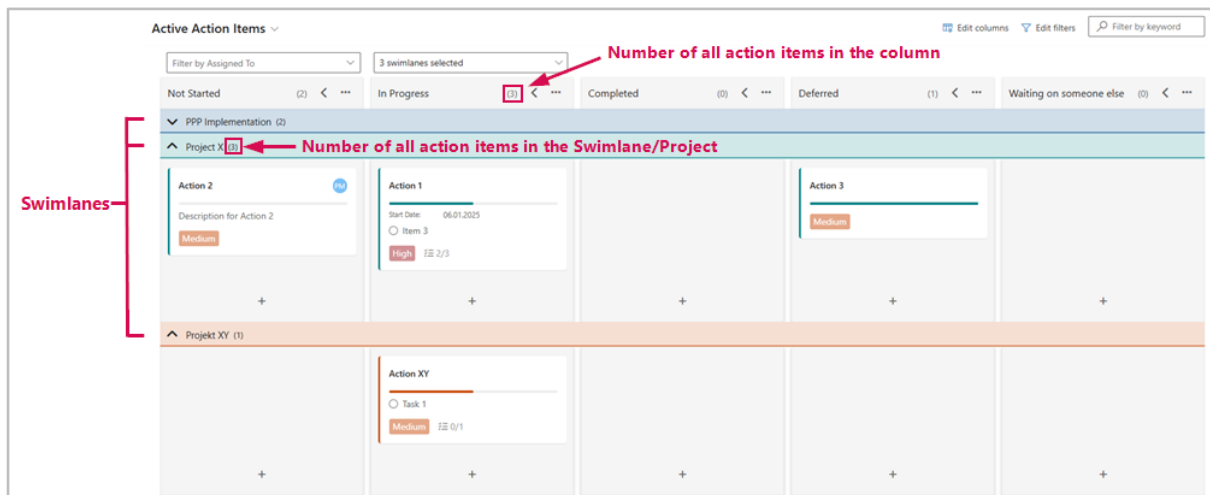 Active Action Items
Edit columns Edit filters Filter by keyword
Number of all action items in the column
Filter by Assigned To 3 swimlanes selected
Not Started (2) In Progress (3) Completed (0) Deferred (1) Waiting on someone else (0)
PPP Implementation (2)
Project X (3) Number of all action items in the Swimlane/Project
Swimlanes
Action 2 PM
Description for Action 2
Medium
Action 1
Start Date: 06.01.2025
Item 3
High 2/3
Action 3
Medium
+ + + + +
Projekt XY (1)
Action XY
Task 1
Medium 0/1
+ + + + +